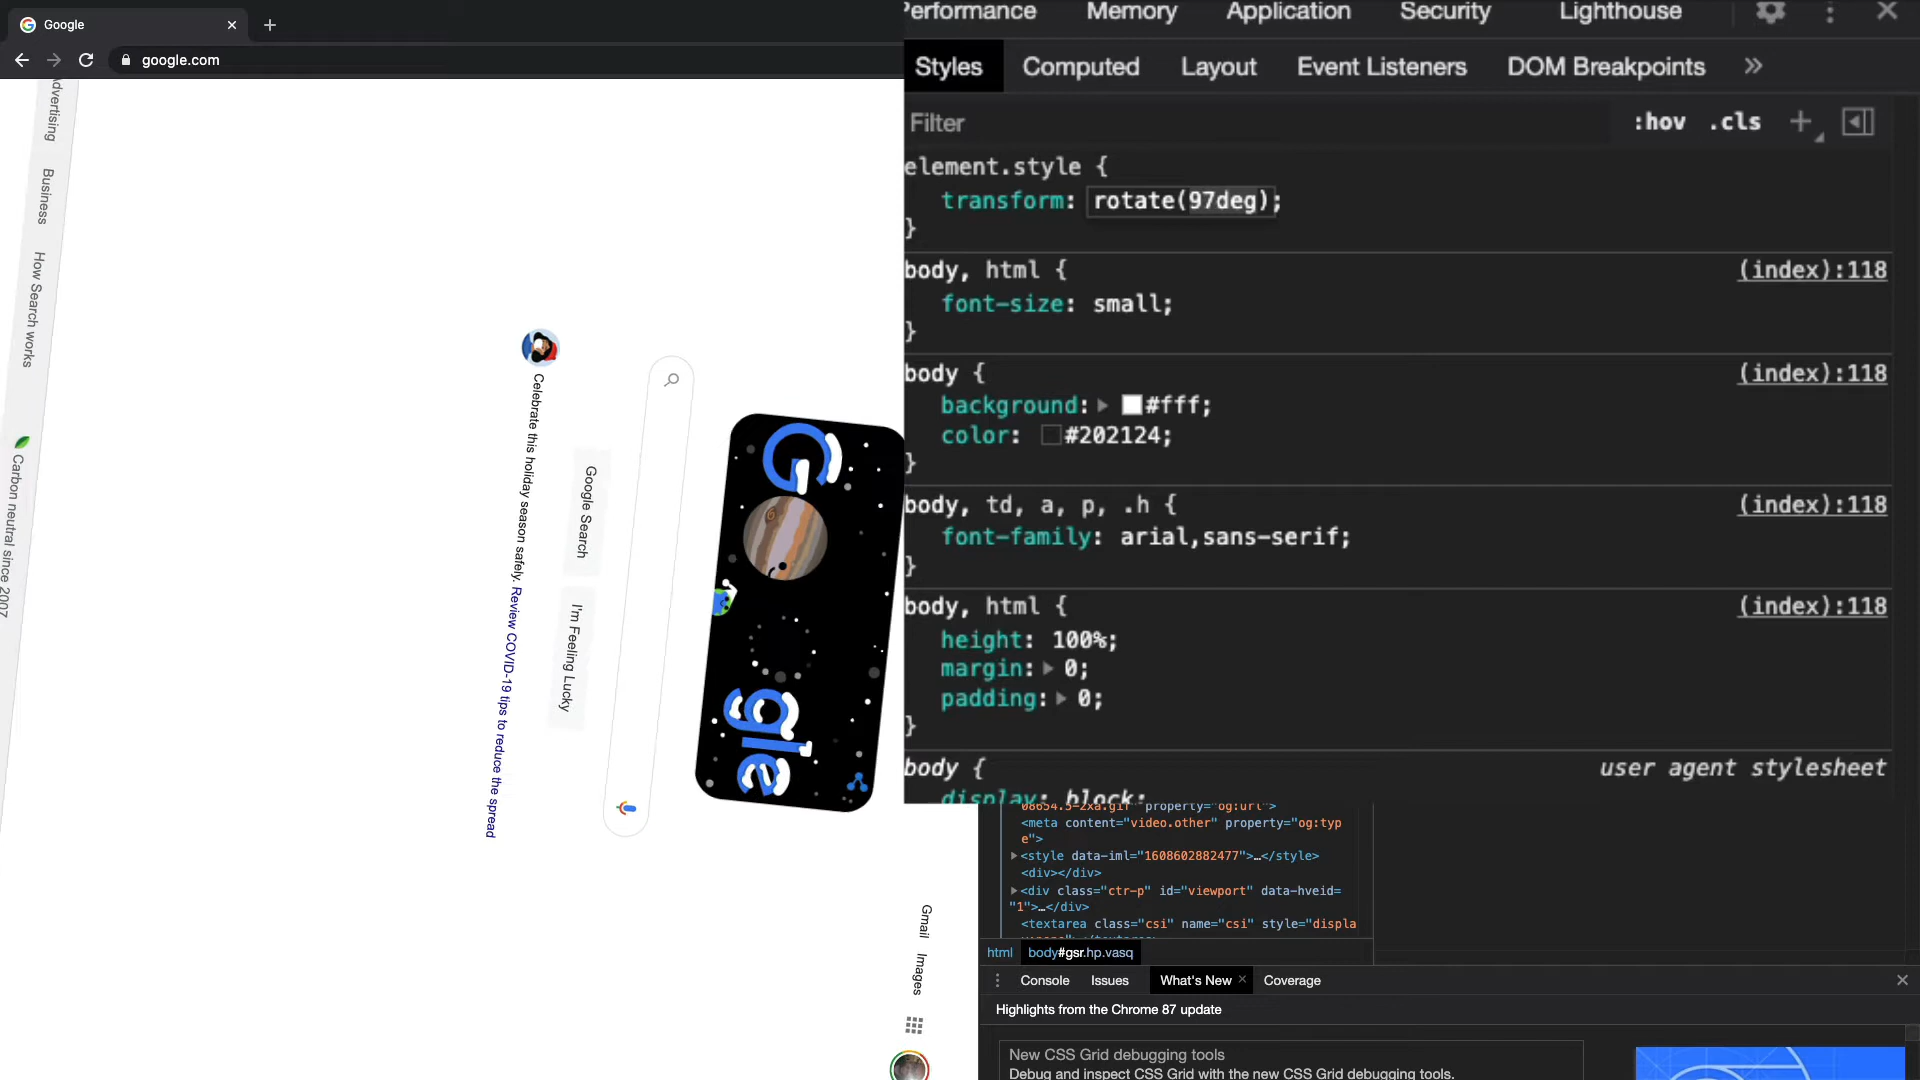 Google
google.com
Advertising
Business
How Search works
Carbon neutral since 2007
Celebrate this holiday season safely. Review COVID-19 tips to reduce the spread
Google Search
I'm Feeling Lucky
G gle
Gmail
Images
Performance Memory Application Security Lighthouse
Styles Computed Layout Event Listeners DOM Breakpoints »
Filter :hov .cls +
element.style {
transform: rotate(97deg);
}
body, html { (index):118
font-size: small;
}
body { (index):118
background: #fff;
color: #202124;
}
body, td, a, p, .h { (index):118
font-family: arial,sans-serif;
}
body, html { (index):118
height: 100%;
margin: 0;
padding: 0;
}
body { user agent stylesheet
display: block;
08654.5-2xa.gif" property="og:url">
<meta content="video.other" property="og:typ
e">
<style data-iml="1608602882477">…</style>
<div></div>
<div class="ctr-p" id="viewport" data-hveid=
"1">…</div>
<textarea class="csi" name="csi" style="displa
html body#gsr.hp.vasq
Console Issues What's New Coverage
Highlights from the Chrome 87 update
New CSS Grid debugging tools
Debug and inspect CSS Grid with the new CSS Grid debugging tools.